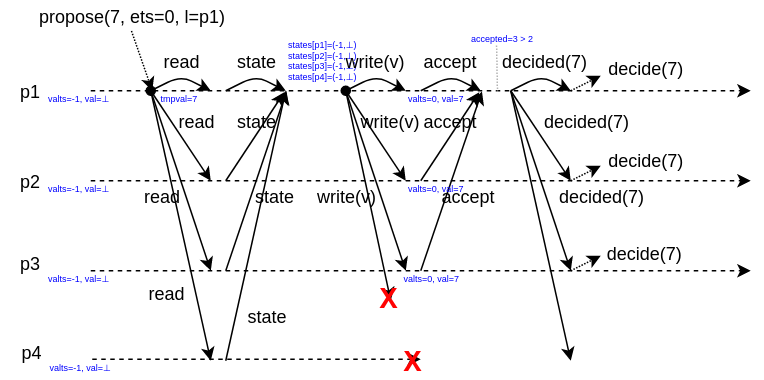 propose(7, ets=0, l=p1)
accepted=3 > 2
states[p1]=(-1,⊥)
states[p2]=(-1,⊥)
states[p3]=(-1,⊥)
states[p4]=(-1,⊥)
read state write(v) accept decided(7) decide(7)
p1
valts=-1, val=⊥ tmpval=7 valts=0, val=7
read state write(v) accept decided(7)
decide(7)
p2
valts=-1, val=⊥ valts=0, val=7
read state write(v) accept decided(7)
decide(7)
p3
valts=-1, val=⊥ valts=0, val=7
read
X
state
p4
X
valts=-1, val=⊥